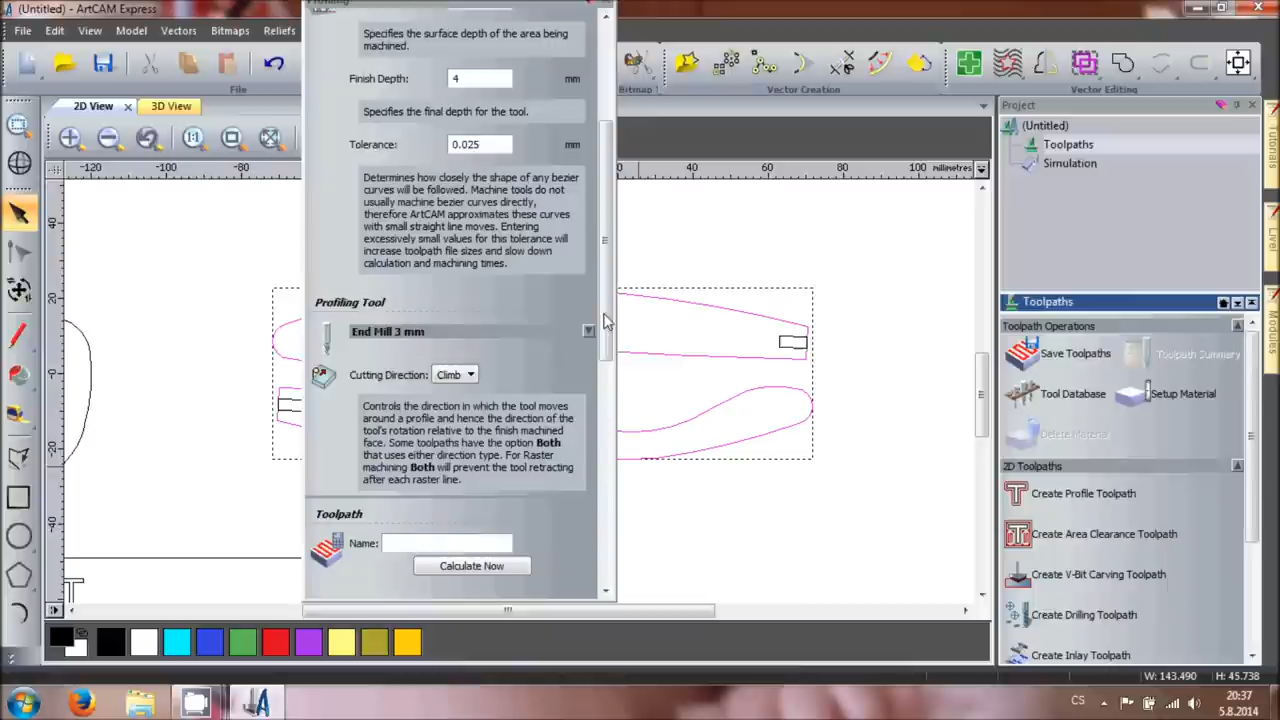 (Untitled) - ArtCAM Express
File Edit View Model Vectors Bitmaps Reliefs
File
Bitmap
Vector Creation
Vector Editing
2D View
3D View
1:1
-120 -100 -80 20 40 60 80 100 millimetres
40
20
-0
-20
-40
T
Profiling
Specifies the surface depth of the area being
machined.
Finish Depth: 4 mm
Specifies the final depth for the tool.
Tolerance: 0.025 mm
Determines how closely the shape of any bezier
curves will be followed. Machine tools do not
usually machine bezier curves directly,
therefore ArtCAM approximates these curves
with small straight line moves. Entering
excessively small values for this tolerance will
increase toolpath file sizes and slow down
calculation and machining times.
Profiling Tool
End Mill 3 mm
Cutting Direction: Climb
Controls the direction in which the tool moves
around a profile and hence the direction of the
tool's rotation relative to the finish machined
face. Some toolpaths have the option Both
that uses either direction type. For Raster
machining Both will prevent the tool retracting
after each raster line.
Toolpath
Name:
Calculate Now
Project
(Untitled)
Toolpaths
Simulation
Toolpaths
Toolpath Operations
Save Toolpaths
Toolpath Summary
Tool Database
Setup Material
Delete Material
2D Toolpaths
Create Profile Toolpath
Create Area Clearance Toolpath
Create V-Bit Carving Toolpath
Create Drilling Toolpath
Create Inlay Toolpath
W: 143.490 H: 45.738
CS
20:37
5.8.2014